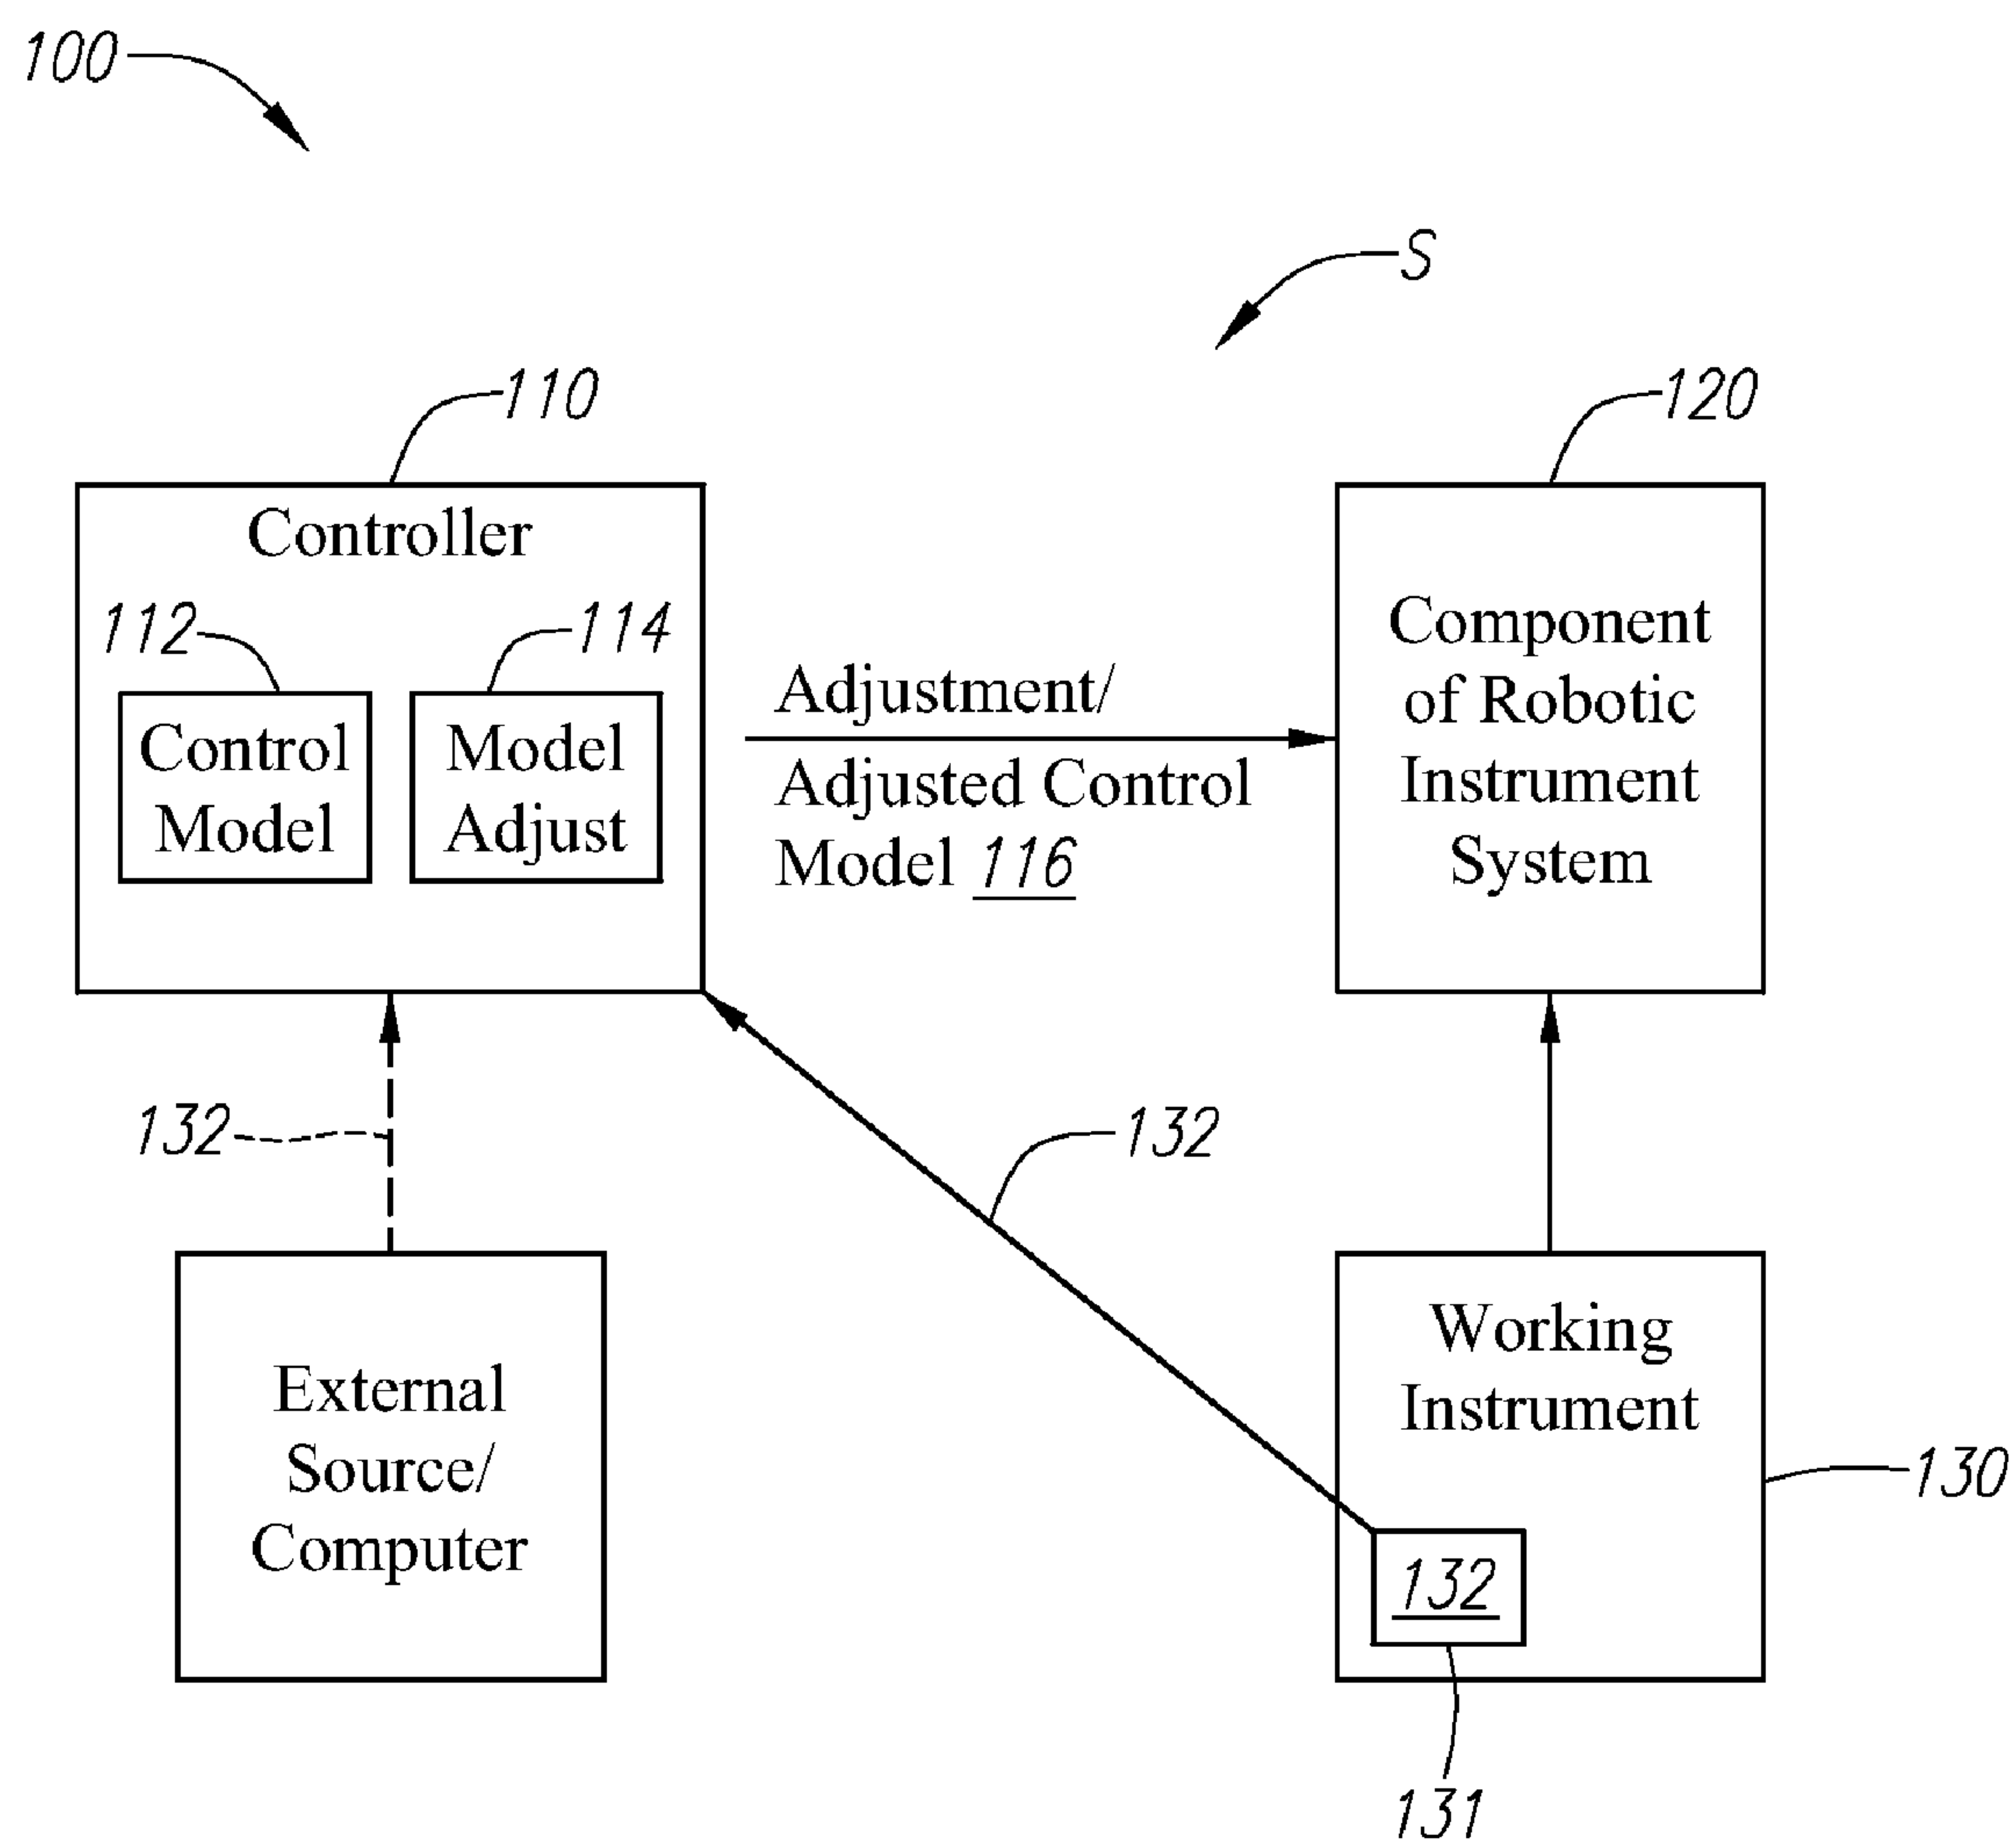 100
S
110
120
Controller
112
114
Control
Model
Model
Adjust
Adjustment/
Adjusted Control
Model 116
Component
of Robotic
Instrument
System
132
132
External
Source/
Computer
Working
Instrument
130
132
131